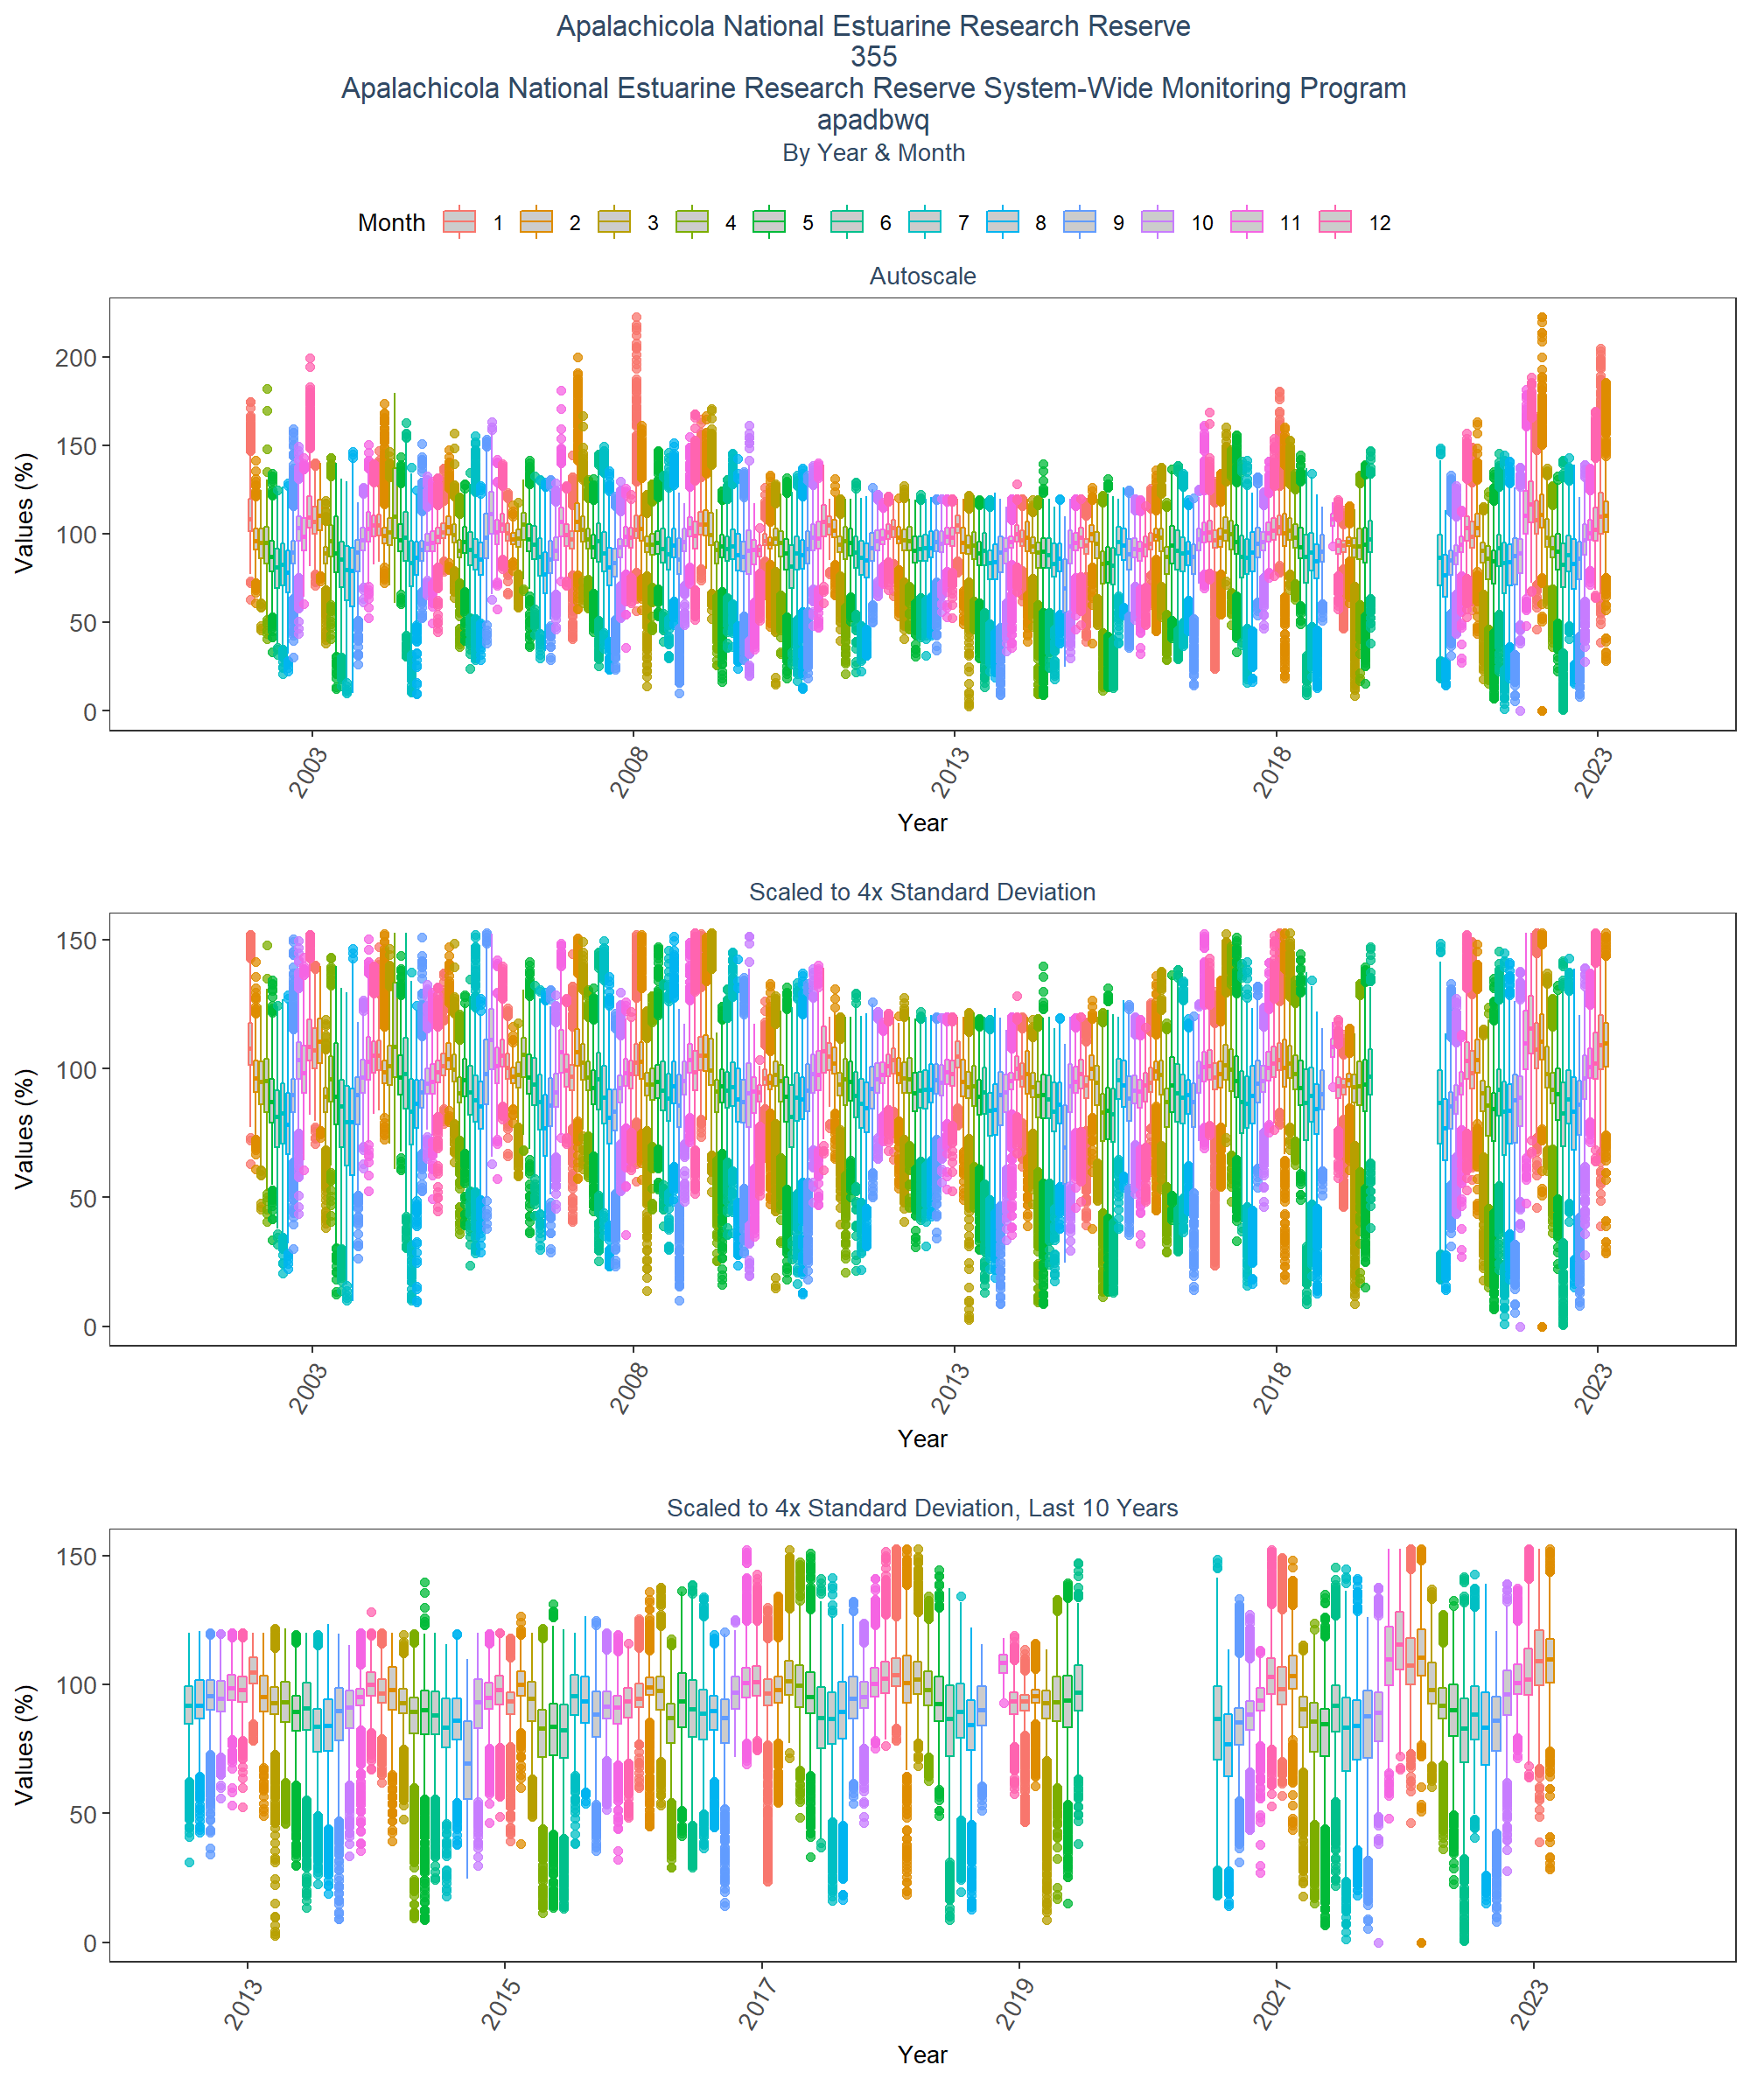 Apalachicola National Estuarine Research Reserve
355
Apalachicola National Estuarine Research Reserve System-Wide Monitoring Program
apadbwq
By Year & Month
Month 1 2 3 4 5 6 7 8 9 10 11 12
Autoscale
Values (%)
200
150
100
50
0
2003 2008 2013 2018 2023
Year
Scaled to 4x Standard Deviation
Values (%)
150
100
50
0
2003 2008 2013 2018 2023
Year
Scaled to 4x Standard Deviation, Last 10 Years
Values (%)
150
100
50
0
2013 2015 2017 2019 2021 2023
Year